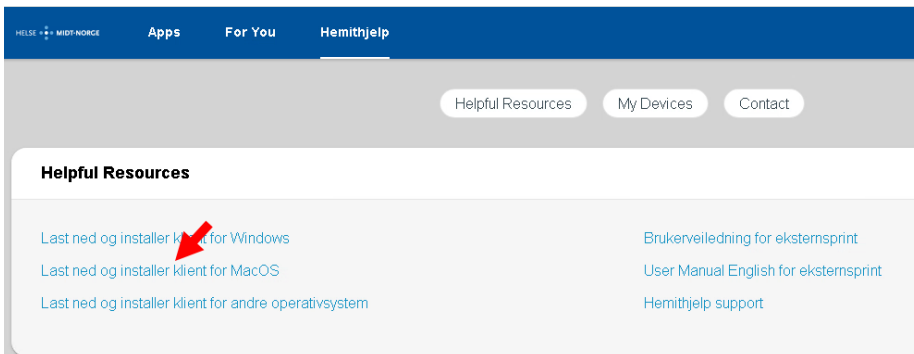 HELSE MIDT-NORGE Apps For You Hemithjelp
Helpful Resources My Devices Contact
Helpful Resources
Last ned og installer klient for Windows
Last ned og installer klient for MacOS
Last ned og installer klient for andre operativsystem
Brukerveiledning for eksternsprint
User Manual English for eksternsprint
Hemithjelp support